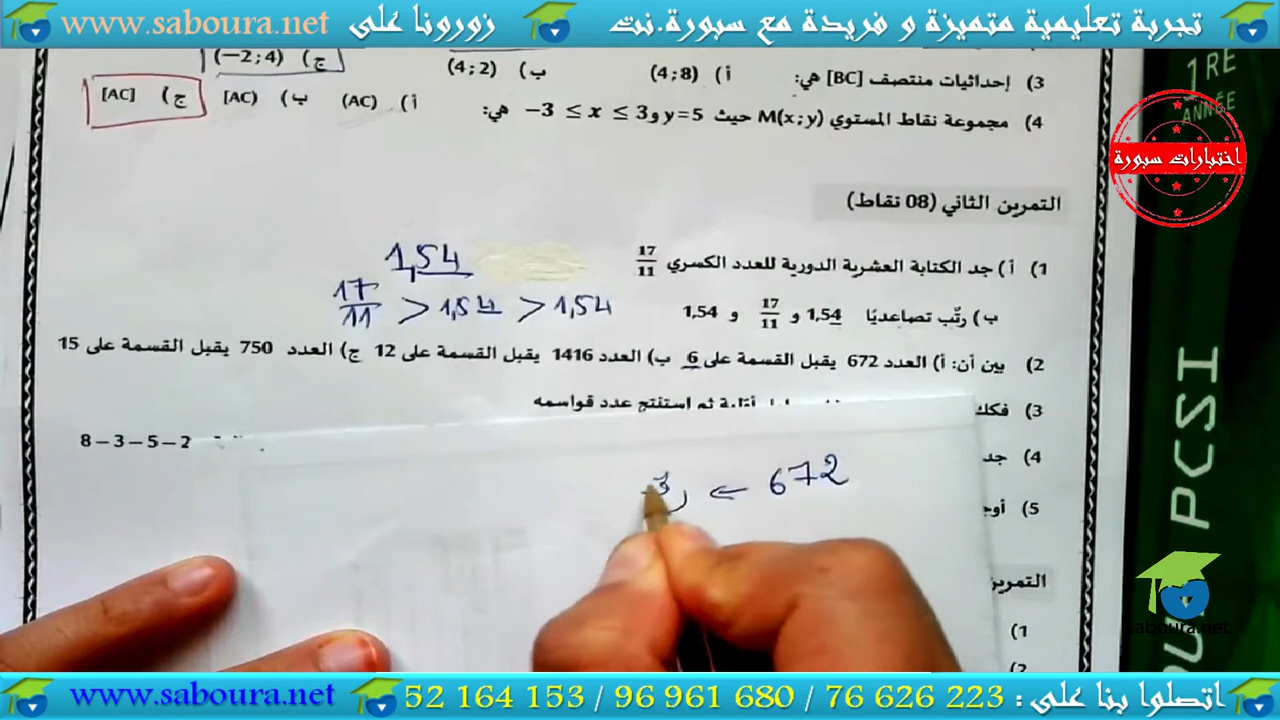 تجربة تعليمية متميزة و فريدة مع سبورة.نت زورونا على www.saboura.net
ج) (4 ; 2−)
3) إحداثيات منتصف [BC] هي: أ) (4 ; 8) ب) (4 ; 2)
4) مجموعة نقاط المستوي M(x ; y) حيث y = 5 و −3 ≤ x ≤ 3 هي: أ) (AC) ب) [AC) ج) [AC]
1RE
ANNÉE
اختبارات سبورة
التمرين الثاني (08 نقاط)
1) أ) جد الكتابة العشرية الدورية للعدد الكسري 17/11
1,54
ب) رتّب تصاعديًا 1,54 و 17/11 و 1,54
17/11 > 1,54 > 1,54
2) بين أن: أ) العدد 672 يقبل القسمة على 6 ب) العدد 1416 يقبل القسمة على 12 ج) العدد 750 يقبل القسمة على 15
3) فكك ثم استنتج عدد قواسمه
4) جد 8 – 3 – 5 – 2
672 ⇐ 3
5) أوج
التمرين
1)
2)
PCSI
saboura.net
اتصلوا بنا على : 52 164 153 / 96 961 680 / 76 626 223 www.saboura.net